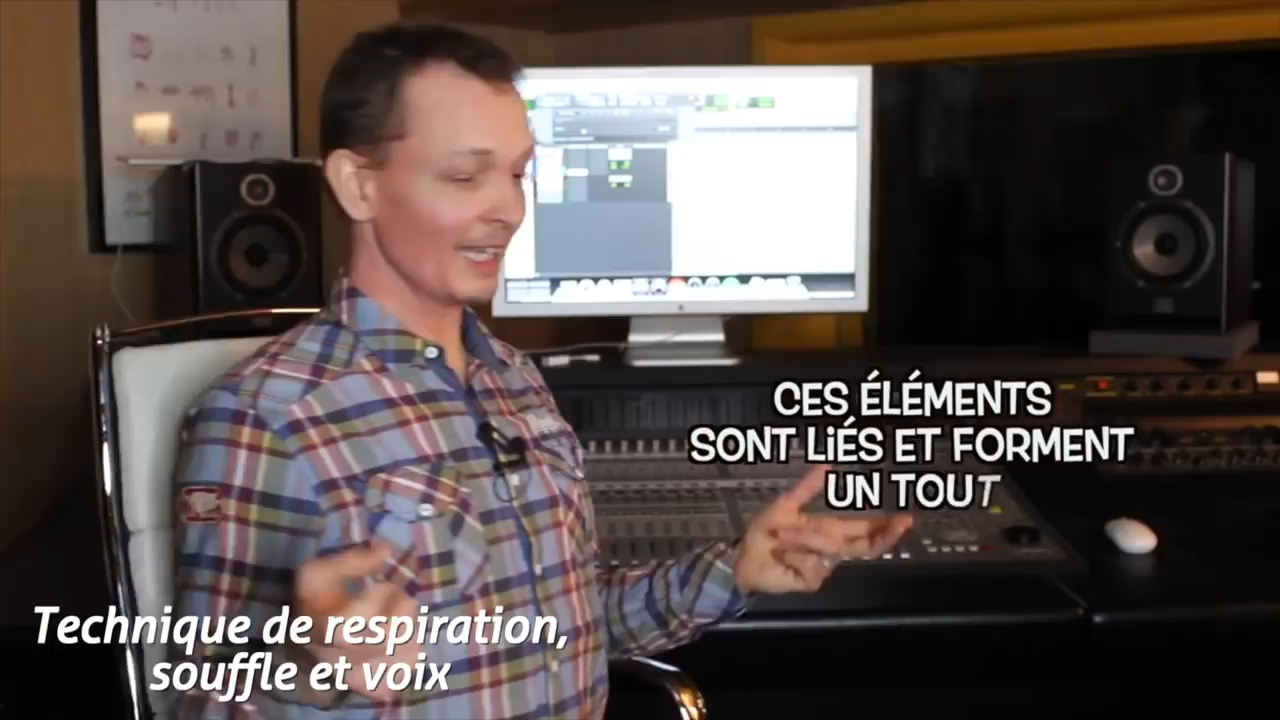 CES ÉLÉMENTS
SONT LiÉS ET FORMENT
UN TOUT
Technique de respiration,
souffle et voix